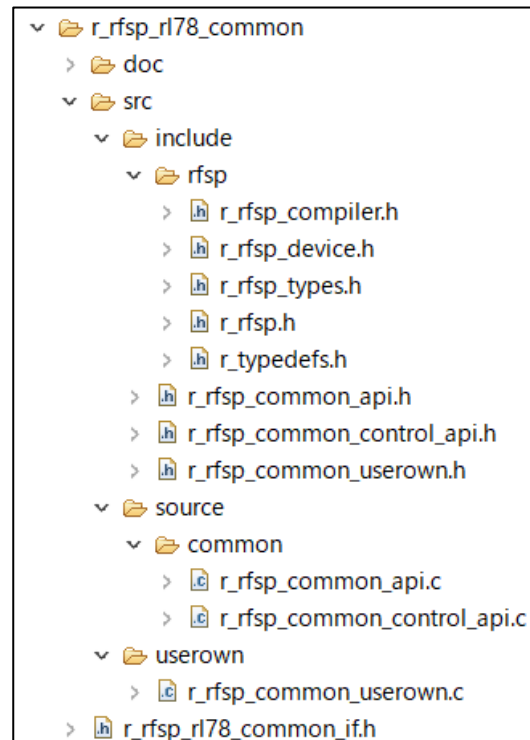 r_rfsp_rl78_common
doc
src
include
rfsp
r_rfsp_compiler.h
r_rfsp_device.h
r_rfsp_types.h
r_rfsp.h
r_typedefs.h
r_rfsp_common_api.h
r_rfsp_common_control_api.h
r_rfsp_common_userown.h
source
common
r_rfsp_common_api.c
r_rfsp_common_control_api.c
userown
r_rfsp_common_userown.c
r_rfsp_rl78_common_if.h